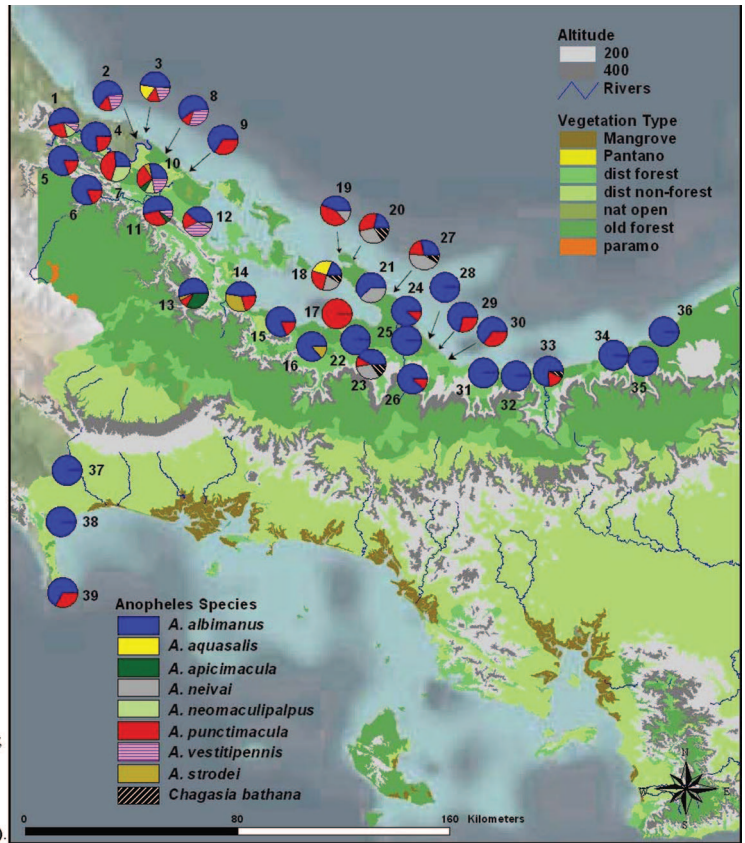 Altitude
200
400
Rivers
Vegetation Type
Mangrove
Pantano
dist forest
dist non-forest
nat open
old forest
paramo
1
2
3
4
5
6
7
8
9
10
11
12
13
14
15
16
17
18
19
20
21
22
23
24
25
26
27
28
29
30
31
32
33
34
35
36
37
38
39
Anopheles Species
A. albimanus
A. aquasalis
A. apicimacula
A. neivai
A. neomaculipalpus
A. punctimacula
A. vestitipennis
A. strodei
Chagasia bathana
N
W E
S
0 80 160 Kilometers
).